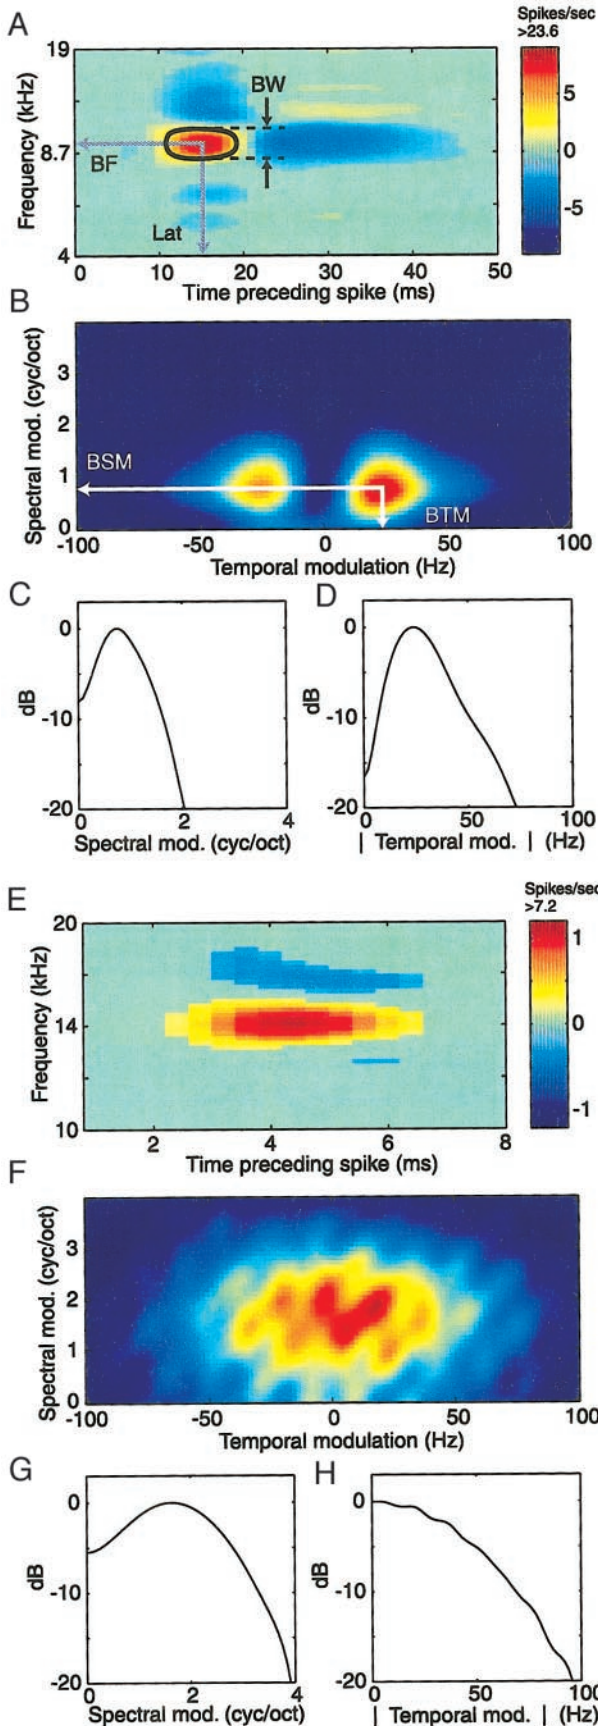 A
Spikes/sec
>23.6
19
8.7
4
Frequency (kHz)
BW
BF
Lat
5
0
-5
0 10 20 30 40 50
Time preceding spike (ms)
B
Spectral mod. (cyc/oct)
3
2
1
0
BSM
BTM
-100 -50 0 50 100
Temporal modulation (Hz)
C
dB
0
-10
-20
0 2 4
Spectral mod. (cyc/oct)
D
dB
0
-10
-20
0 50 100
| Temporal mod. | (Hz)
E
Spikes/sec
>7.2
20
14
10
Frequency (kHz)
1
0
-1
2 4 6 8
Time preceding spike (ms)
F
Spectral mod. (cyc/oct)
3
2
1
0
-100 -50 0 50 100
Temporal modulation (Hz)
G
dB
0
-10
-20
0 2 4
Spectral mod. (cyc/oct)
H
dB
0
-10
-20
0 50 100
| Temporal mod. | (Hz)